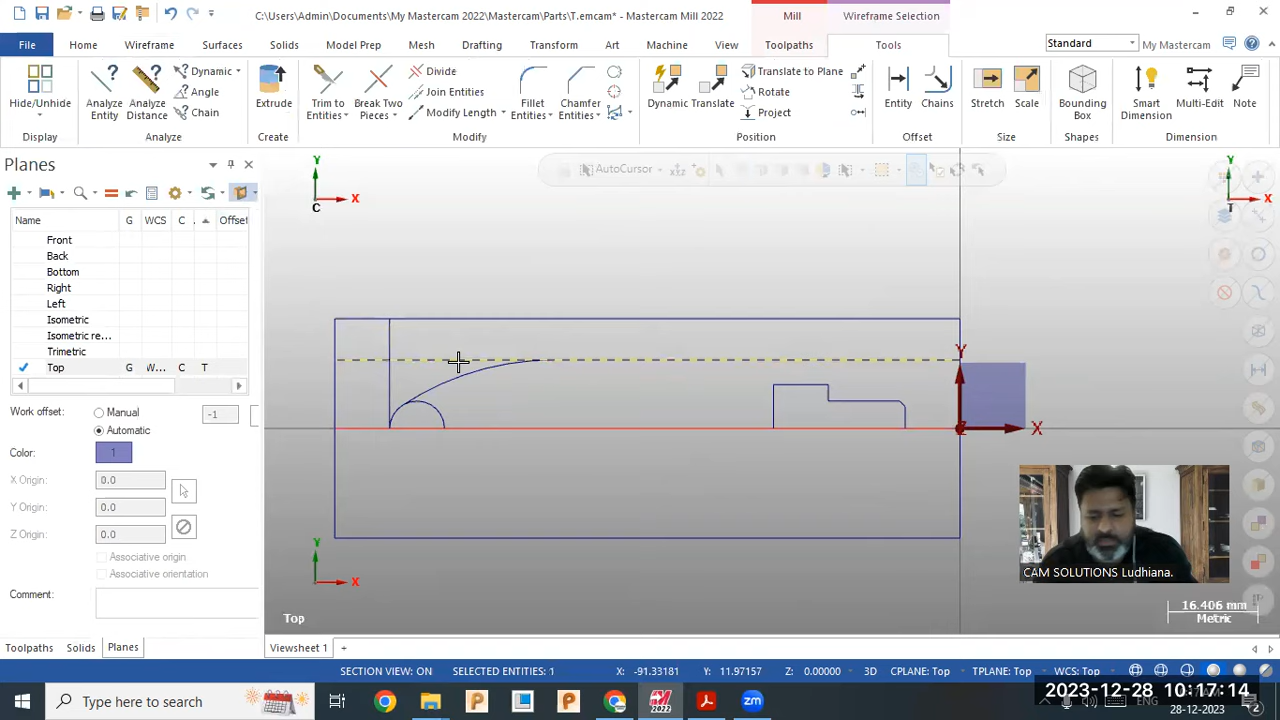 C:\Users\Admin\Documents\My Mastercam 2022\Mastercam\Parts\T.emcam* - Mastercam Mill 2022
Mill
Wireframe Selection
File
Home
Wireframe
Surfaces
Solids
Model Prep
Mesh
Drafting
Transform
Art
Machine
View
Toolpaths
Tools
Standard
My Mastercam
Hide/Unhide
Display
Analyze Entity
Analyze Distance
Dynamic
Angle
Chain
Analyze
Extrude
Create
Trim to Entities
Break Two Pieces
Divide
Join Entities
Modify Length
Fillet Entities
Chamfer Entities
Modify
Dynamic
Translate
Translate to Plane
Rotate
Project
Position
Entity
Chains
Offset
Stretch
Scale
Size
Bounding Box
Shapes
Smart Dimension
Multi-Edit
Note
Dimension
Planes
AutoCursor
Name
G
WCS
C
Offset
Front
Back
Bottom
Right
Left
Isometric
Isometric re...
Trimetric
Top
G
W...
C
T
Work offset:
Manual
-1
Automatic
Color:
1
X Origin:
0.0
Y Origin:
0.0
Z Origin:
0.0
Associative origin
Associative orientation
Comment:
Y
X
C
Y
X
T
Y
X
Z
Y
X
Top
CAM SOLUTIONS Ludhiana.
16.406 mm
Metric
Toolpaths
Solids
Planes
Viewsheet 1
+
SECTION VIEW: ON
SELECTED ENTITIES: 1
X: -91.33181
Y: 11.97157
Z: 0.00000
3D
CPLANE: Top
TPLANE: Top
WCS: Top
Type here to search
2023-12-28 10:17:14
ENG
28-12-2023
2